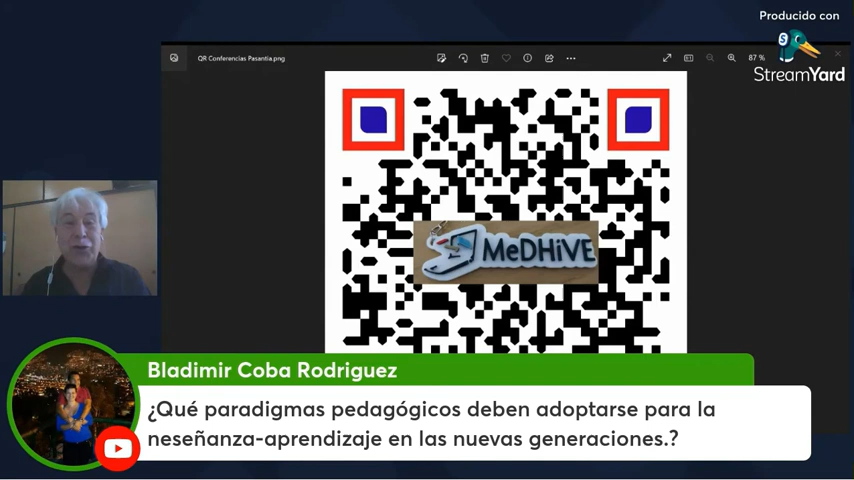 Producido con
StreamYard
QR Conferencias Pasantía.png
87 %
MeDHiVE
Bladimir Coba Rodriguez
¿Qué paradigmas pedagógicos deben adoptarse para la
neseñanza-aprendizaje en las nuevas generaciones.?